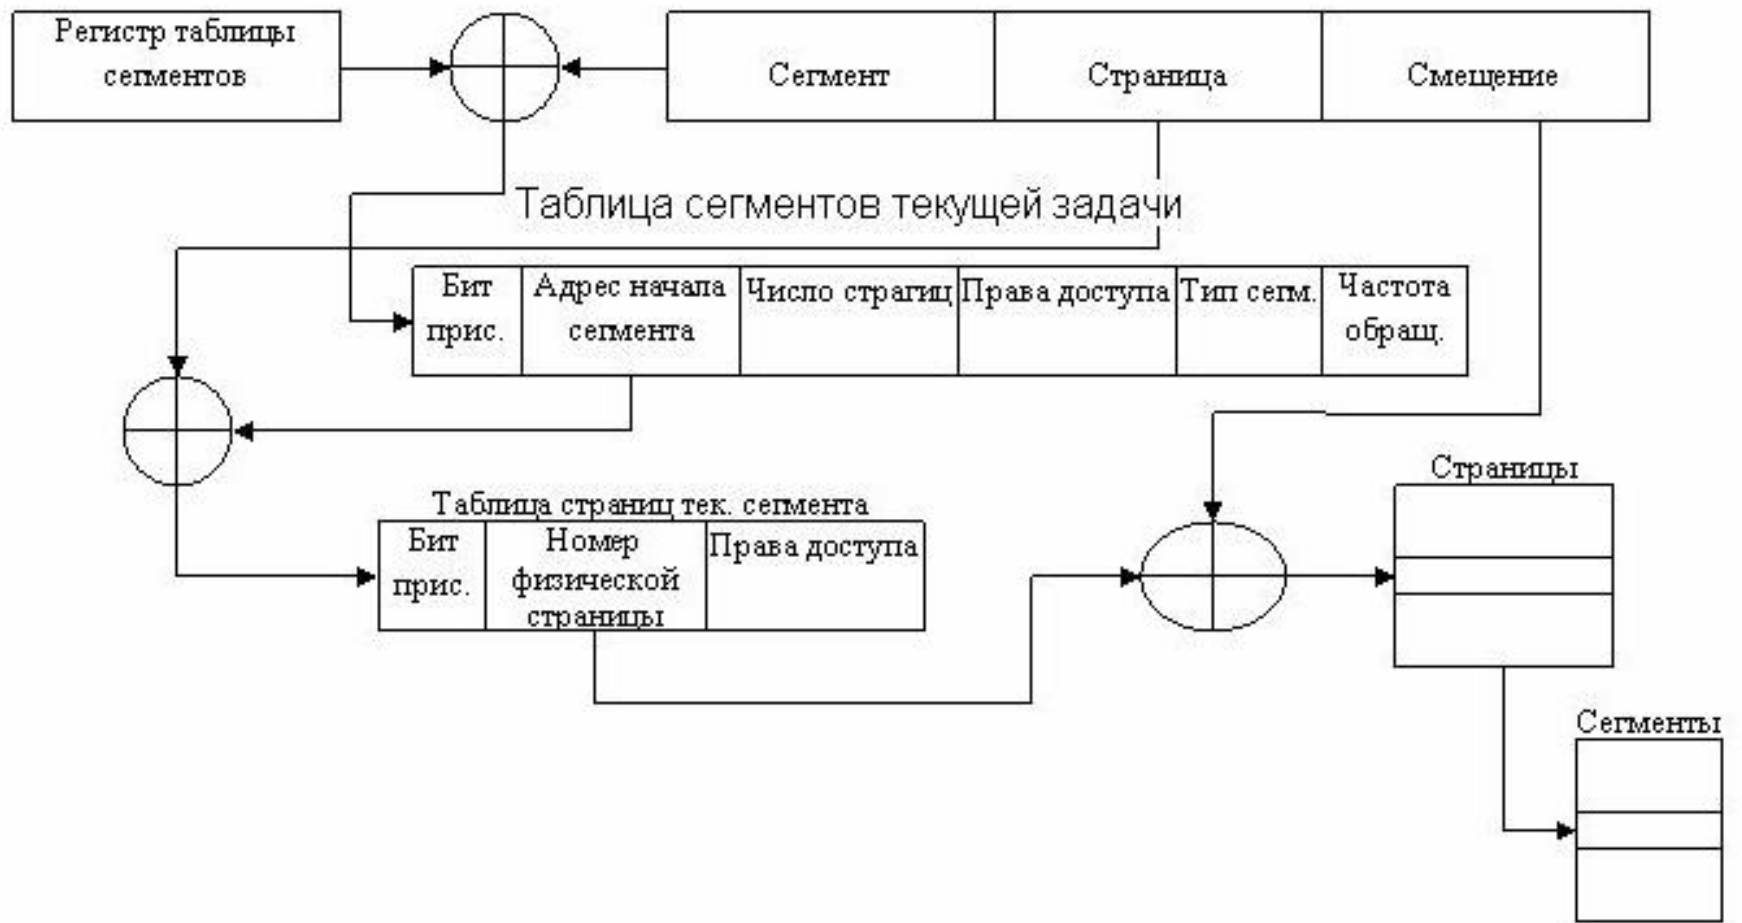 Регистр таблицы
сегментов
Сегмент
Страница
Смещение
Таблица сегментов текущей задачи
Бит
прис.
Адрес начала
сегмента
Число страгиц
Права доступа
Тип сегм.
Частота
обращ.
Таблица страниц тек. сегмента
Бит
прис.
Номер
физической
страницы
Права доступа
Страницы
Сегменты